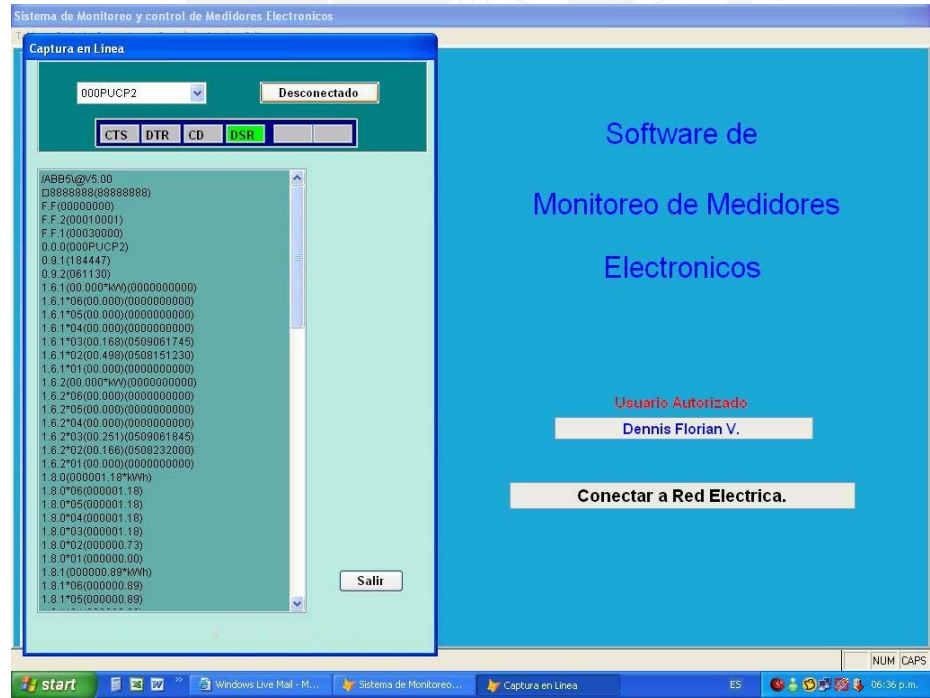 Sistema de Monitoreo y control de Medidores Electronicos
Captura en Linea
000PUCP2
Desconectado
CTS DTR CD DSR
/ABB5\@V5.00
□8888888(88888888)
F.F(00000000)
F.F.2(00010001)
F.F.1(00030000)
0.0.0(000PUCP2)
0.9.1(184447)
0.9.2(061130)
1.6.1(00.000*kW)(0000000000)
1.6.1*06(00.000)(0000000000)
1.6.1*05(00.000)(0000000000)
1.6.1*04(00.000)(0000000000)
1.6.1*03(00.168)(0509061745)
1.6.1*02(00.498)(0508151230)
1.6.1*01(00.000)(0000000000)
1.6.2(00.000*kW)(0000000000)
1.6.2*06(00.000)(0000000000)
1.6.2*05(00.000)(0000000000)
1.6.2*04(00.000)(0000000000)
1.6.2*03(00.251)(0509061845)
1.6.2*02(00.166)(0508232000)
1.6.2*01(00.000)(0000000000)
1.8.0(000001.18*kWh)
1.8.0*06(000001.18)
1.8.0*05(000001.18)
1.8.0*04(000001.18)
1.8.0*03(000001.18)
1.8.0*02(000000.73)
1.8.0*01(000000.00)
1.8.1(000000.89*kWh)
1.8.1*06(000000.89)
1.8.1*05(000000.89)
Salir
Software de
Monitoreo de Medidores
Electronicos
Usuario Autorizado
Dennis Florian V.
Conectar a Red Electrica.
NUM CAPS
start
Windows Live Mail - M...
Sistema de Monitoreo...
Captura en Linea
ES
06:36 p.m.